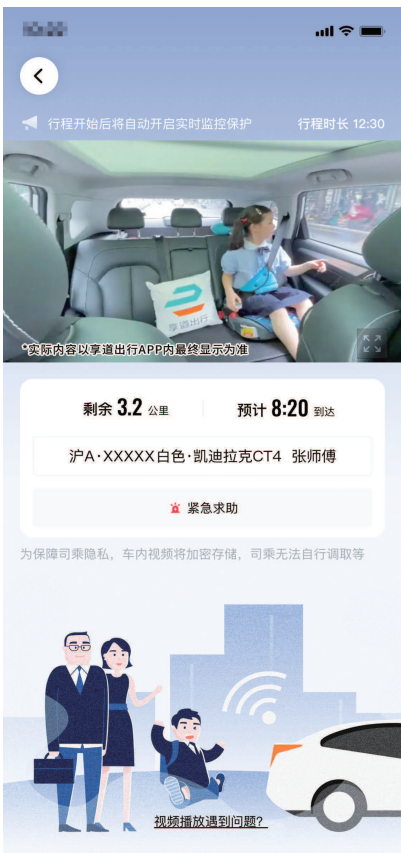 行程开始后将自动开启实时监控保护 行程时长 12:30
享道出行
*实际内容以享道出行APP内最终显示为准
剩余 3.2 公里 预计 8:20 到达
沪A·XXXXX白色·凯迪拉克CT4 张师傅
紧急求助
为保障司乘隐私，车内视频将加密存储，司乘无法自行调取等
视频播放遇到问题?